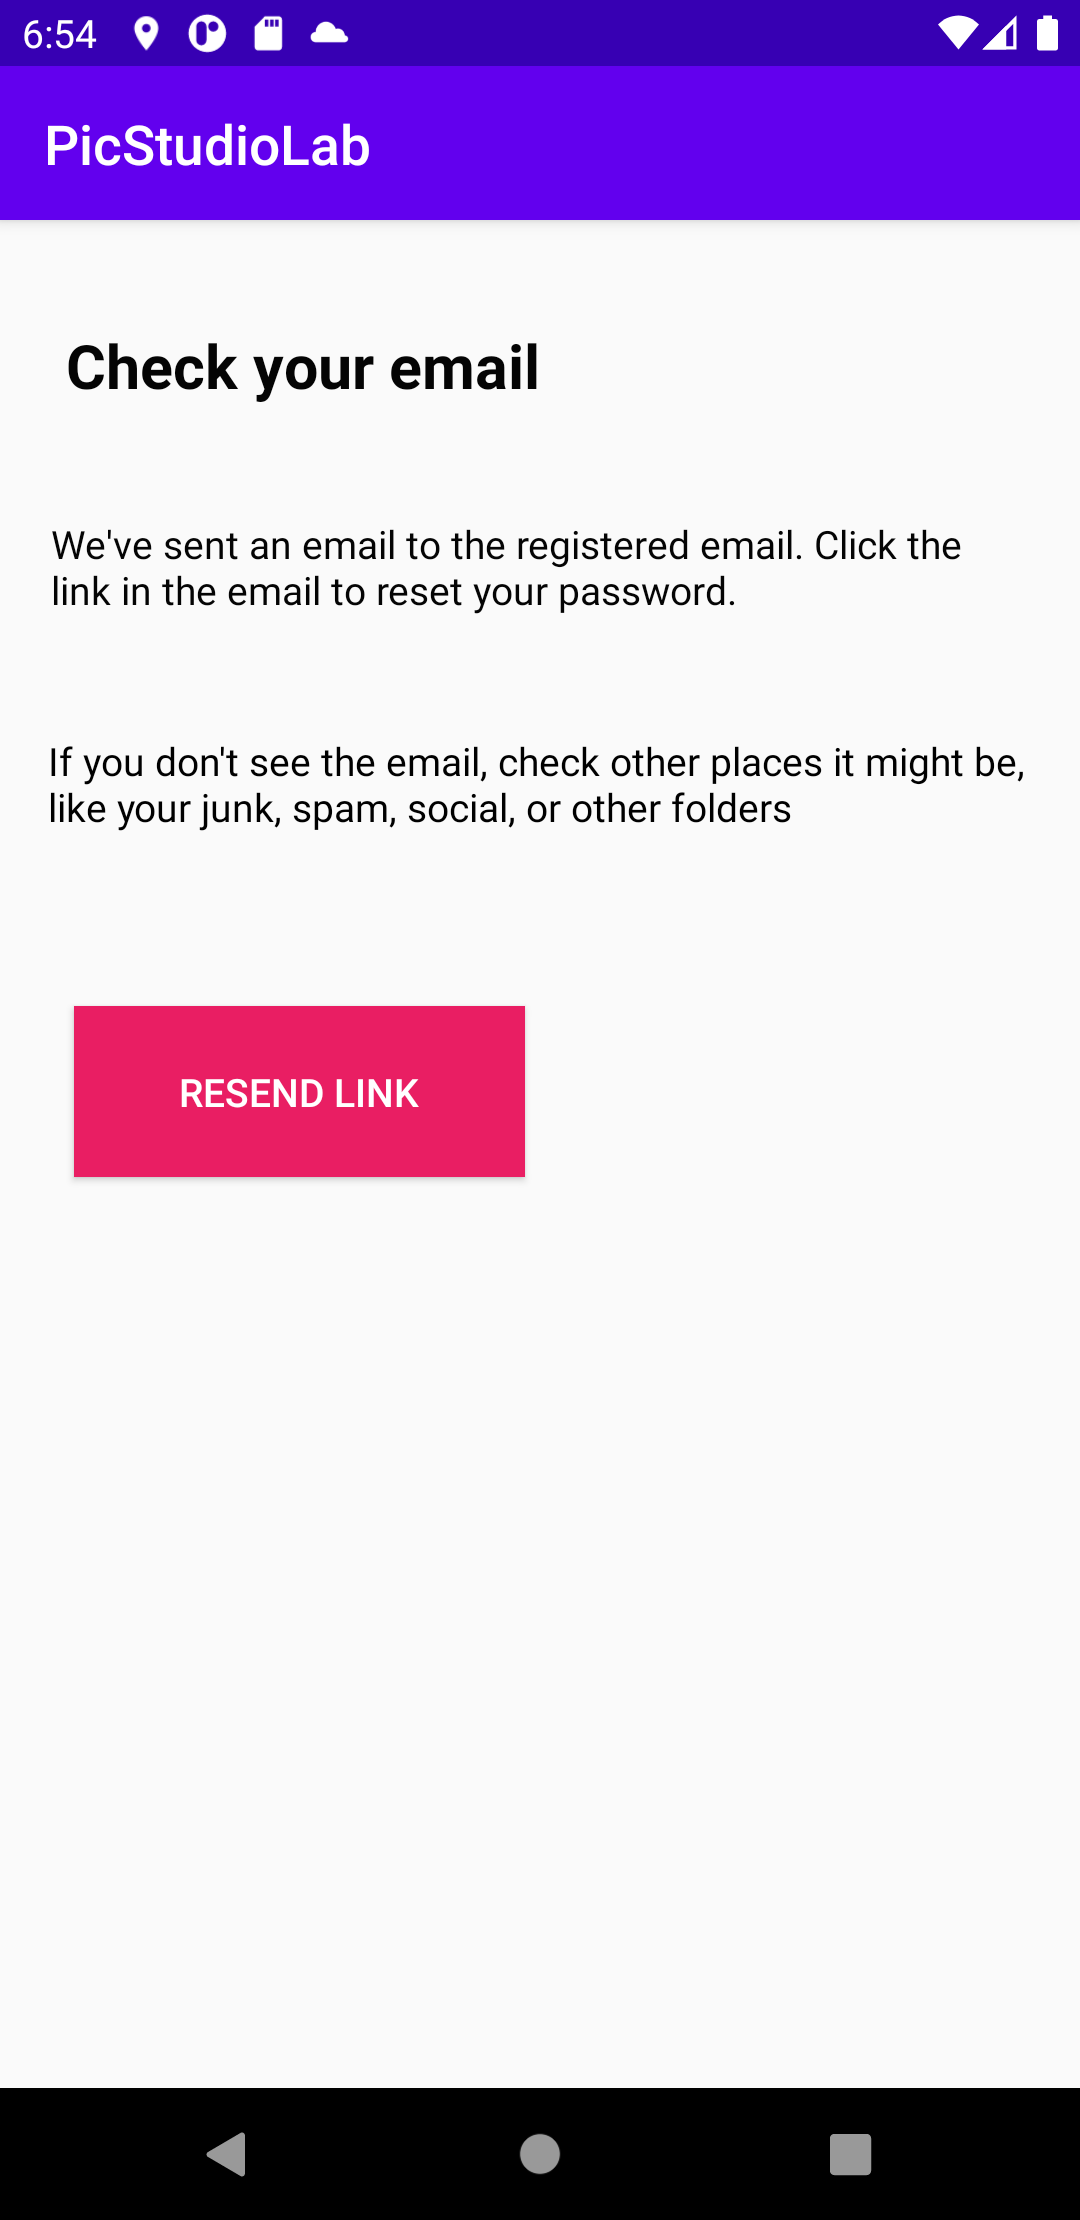 6:54
PicStudioLab
Check your email
We've sent an email to the registered email. Click the
link in the email to reset your password.
If you don't see the email, check other places it might be,
like your junk, spam, social, or other folders
RESEND LINK